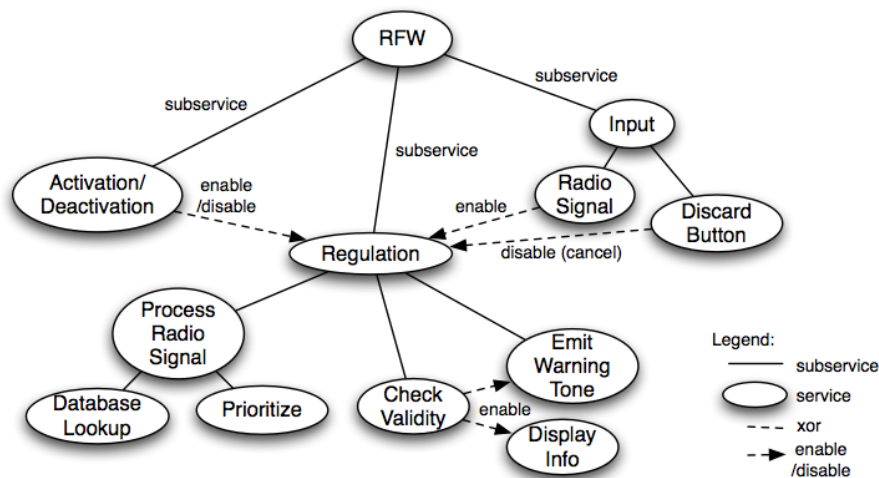 RFW
subservice
subservice
Input
subservice
Activation/
Deactivation
enable
/disable
enable
Radio
Signal
Discard
Button
Regulation
disable (cancel)
Process
Radio
Signal
Emit
Warning
Tone
Database
Lookup
Prioritize
Check
Validity
enable
Display
Info
Legend:
subservice
service
xor
enable
/disable